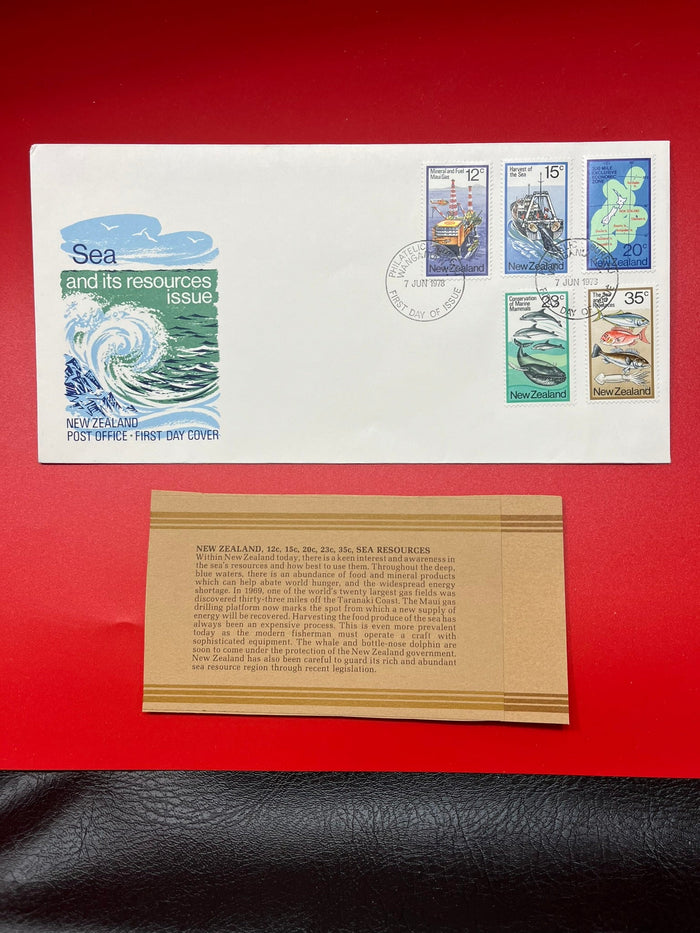 Sea
and its resources
issue
NEW ZEALAND
POST OFFICE · FIRST DAY COVER
Mineral and Fuel
Maui Gas
12c
New Zealand
Harvest of
the Sea
15c
New Zealand
200 MILE
EXCLUSIVE
ECONOMIC
ZONE
NEW ZEALAND
20c
PHILATELIC
WANGANUI
7 JUN 1978
FIRST DAY OF ISSUE
7 JUN 1978
DAY OF ISSUE
Conservation
of Marine
Mammals
23c
New Zealand
35c
New Zealand
NEW ZEALAND, 12c, 15c, 20c, 23c, 35c, SEA RESOURCES
Within New Zealand today, there is a keen interest and awareness in
the sea's resources and how best to use them. Throughout the deep,
blue waters, there is an abundance of food and mineral products
which can help abate world hunger, and the widespread energy
shortage. In 1969, one of the world's twenty largest gas fields was
discovered thirty-three miles off the Taranaki Coast. The Maui gas
drilling platform now marks the spot from which a new supply of
energy will be recovered. Harvesting the food produce of the sea has
always been an expensive process. This is even more prevalent
today as the modern fisherman must operate a craft with
sophisticated equipment. The whale and bottle-nose dolphin are
soon to come under the protection of the New Zealand government.
New Zealand has also been careful to guard its rich and abundant
sea resource region through recent legislation.